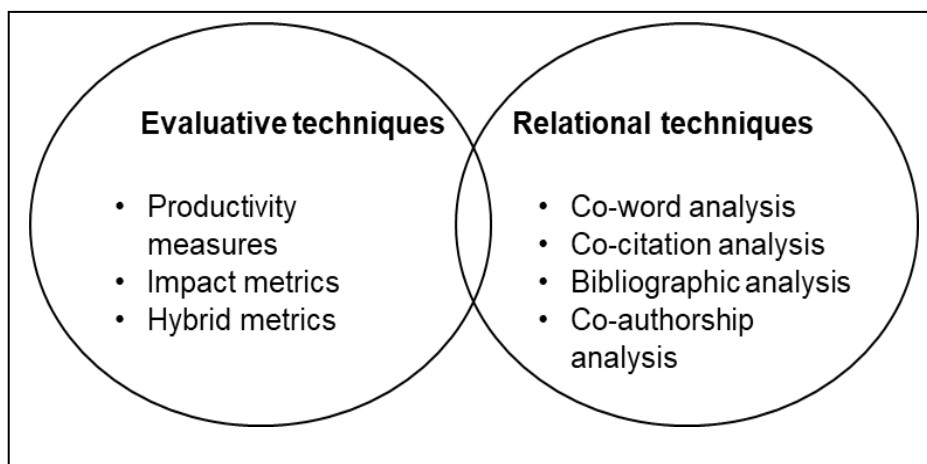 Evaluative techniques
• Productivity
measures
• Impact metrics
• Hybrid metrics
Relational techniques
• Co-word analysis
• Co-citation analysis
• Bibliographic analysis
• Co-authorship
analysis